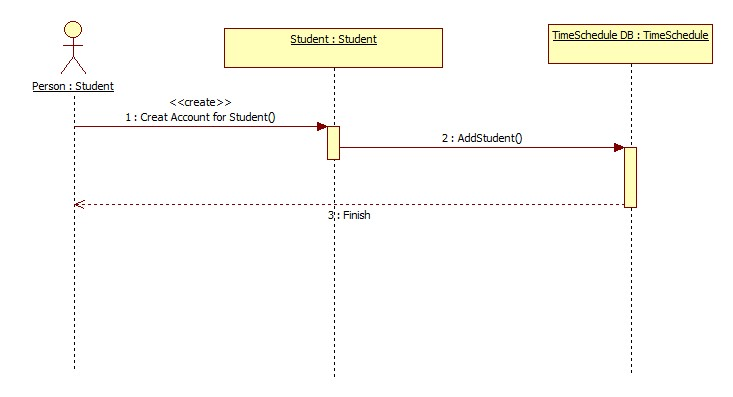 Student : Student
TimeSchedule DB : TimeSchedule
Person : Student
<<create>>
1 : Creat Account for Student()
2 : AddStudent()
3 : Finish